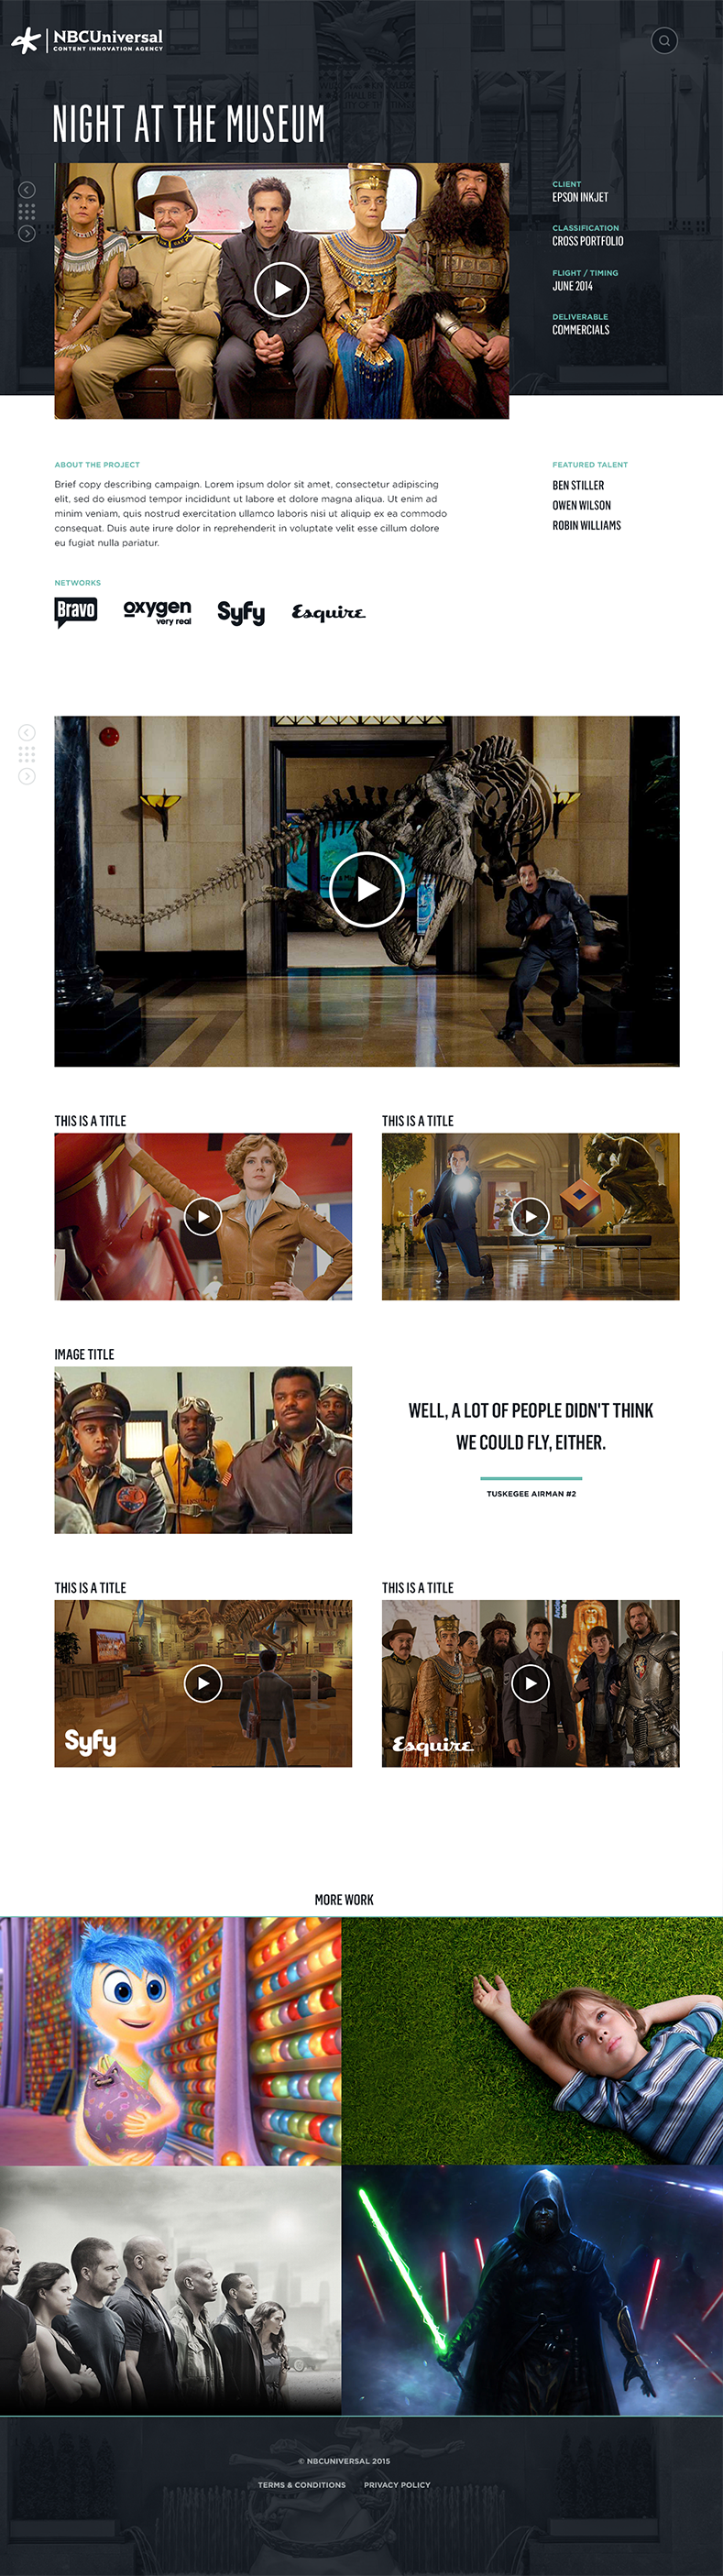 NBCUniversal
CONTENT INNOVATION AGENCY
NIGHT AT THE MUSEUM
CLIENT
EPSON INKJET
CLASSIFICATION
CROSS PORTFOLIO
FLIGHT / TIMING
JUNE 2014
DELIVERABLE
COMMERCIALS
ABOUT THE PROJECT
Brief copy describing campaign. Lorem ipsum dolor sit amet, consectetur adipiscing
elit, sed do eiusmod tempor incididunt ut labore et dolore magna aliqua. Ut enim ad
minim veniam, quis nostrud exercitation ullamco laboris nisi ut aliquip ex ea commodo
consequat. Duis aute irure dolor in reprehenderit in voluptate velit esse cillum dolore
eu fugiat nulla pariatur.
FEATURED TALENT
BEN STILLER
OWEN WILSON
ROBIN WILLIAMS
NETWORKS
Bravo
oxygen
very real
Syfy
Esquire
THIS IS A TITLE
THIS IS A TITLE
IMAGE TITLE
WELL, A LOT OF PEOPLE DIDN'T THINK
WE COULD FLY, EITHER.
TUSKEGEE AIRMAN #2
THIS IS A TITLE
THIS IS A TITLE
Syfy
Esquire
MORE WORK
© NBCUNIVERSAL 2015
TERMS & CONDITIONS
PRIVACY POLICY